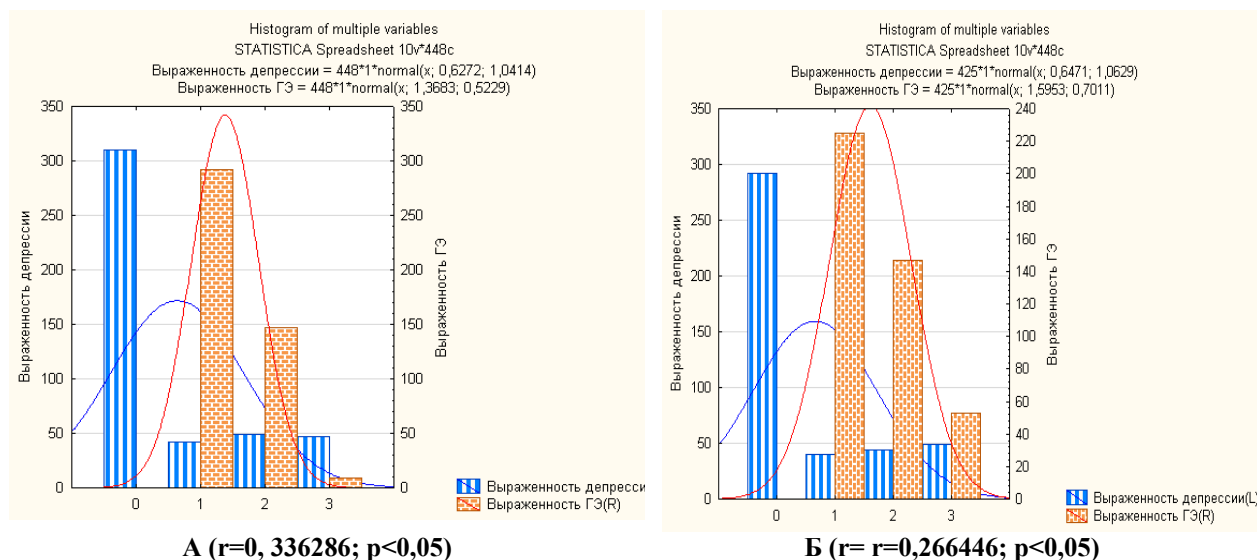 Histogram of multiple variables
STATISTICA Spreadsheet 10v*448c
Выраженность депрессии = 448*1*normal(x; 0,6272; 1,0414)
Выраженность ГЭ = 448*1*normal(x; 1,3683; 0,5229)
350
300
250
200
150
100
50
0
Выраженность депрессии
0
1
2
3
350
300
250
200
150
100
50
0
Выраженность ГЭ
Выраженность депресси
Выраженность ГЭ(R)
А (r=0, 336286; p<0,05)
Histogram of multiple variables
STATISTICA Spreadsheet 10v*448c
Выраженность депрессии = 425*1*normal(x; 0,6471; 1,0629)
Выраженность ГЭ = 425*1*normal(x; 1,5953; 0,7011)
350
300
250
200
150
100
50
0
Выраженность депрессии
0
1
2
3
240
220
200
180
160
140
120
100
80
60
40
20
0
Выраженность ГЭ
Выраженность депрессии(L)
Выраженность ГЭ(R)
Б (r= r=0,266446; p<0,05)